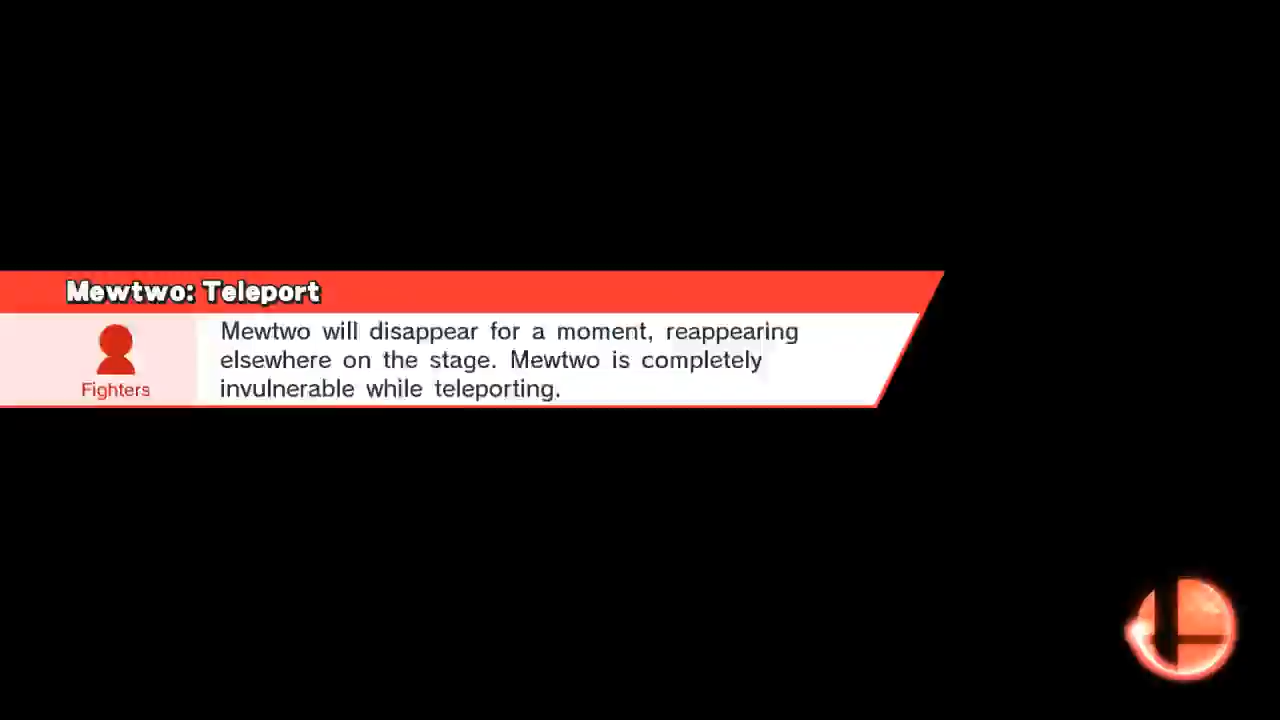 Mewtwo: Teleport
Mewtwo will disappear for a moment, reappearing
elsewhere on the stage. Mewtwo is completely
invulnerable while teleporting.
Fighters